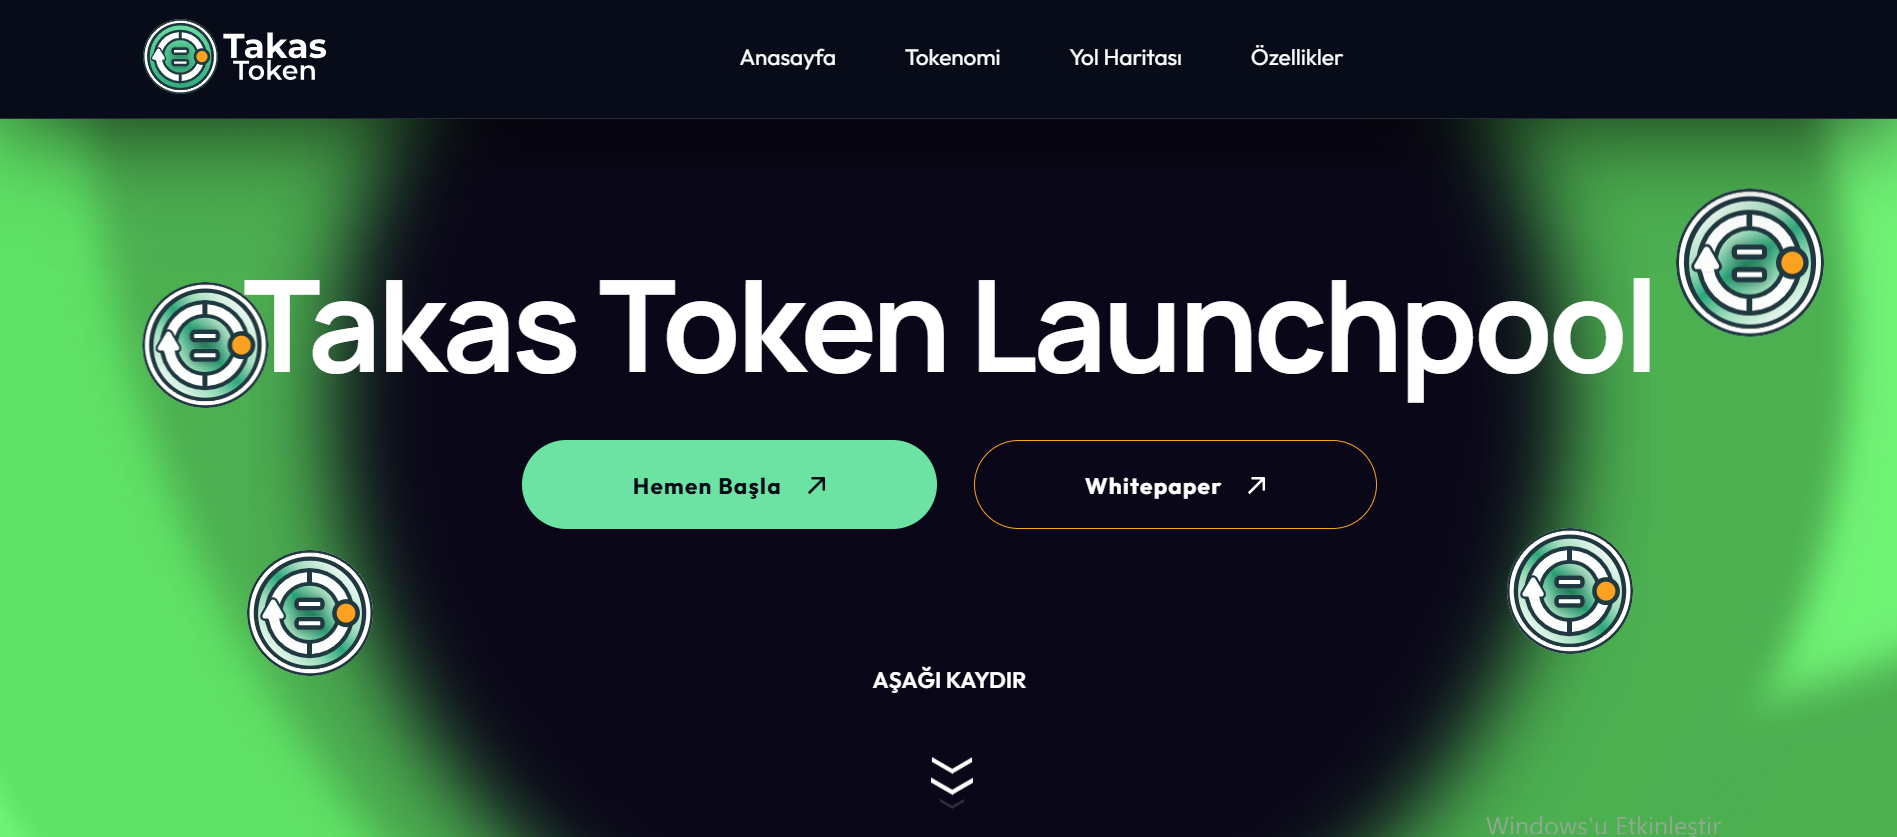 Takas
Token
Anasayfa
Tokenomi
Yol Haritası
Özellikler
Takas Token Launchpool
Hemen Başla
Whitepaper
AŞAĞI KAYDIR
Windows'u Etkinleştir